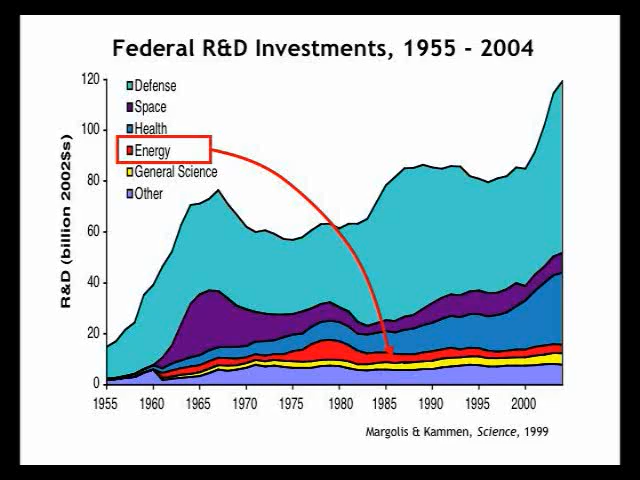 Federal R&D Investments, 1955 - 2004
R&D (billion 2002$s)
120
100
80
60
40
20
0
Defense
Space
Health
Energy
General Science
Other
1955 1960 1965 1970 1975 1980 1985 1990 1995 2000
Margolis & Kammen, Science, 1999